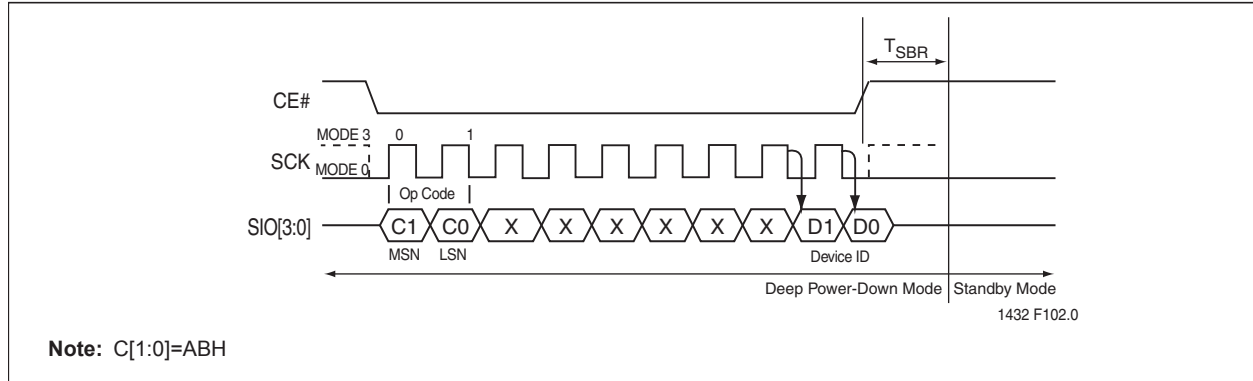 TSBR
CE#
MODE 3 0 1
SCK
MODE 0
Op Code
SIO[3:0] C1 C0 X X X X X X D1 D0
MSN LSN Device ID
Deep Power-Down Mode Standby Mode
1432 F102.0
Note: C[1:0]=ABH